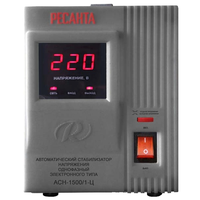 РЕСАНТА
220
НАПРЯЖЕНИЕ, В
АВТОМАТИЧЕСКИЙ СТАБИЛИЗАТОР
НАПРЯЖЕНИЯ
ОДНОФАЗНЫЙ
ЭЛЕКТРОННОГО ТИПА
АСН-1500/1-Ц